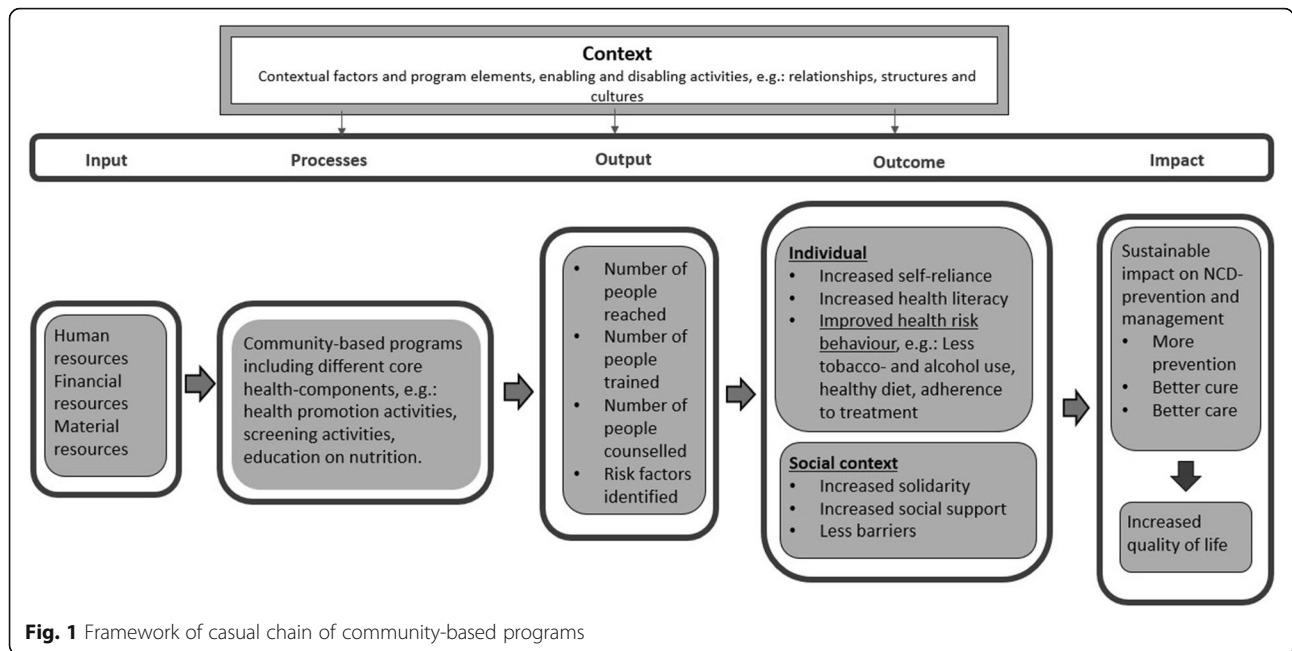 Context
Contextual factors and program elements, enabling and disabling activities, e.g.: relationships, structures and
cultures
Input Processes Output Outcome Impact
Human
resources
Financial
resources
Material
resources
Community-based programs
including different core
health-components, e.g.:
health promotion activities,
screening activities,
education on nutrition.
• Number of
people
reached
• Number of
people
trained
• Number of
people
counselled
• Risk factors
identified
Individual
• Increased self-reliance
• Increased health literacy
• Improved health risk
behaviour, e.g.: Less
tobacco- and alcohol use,
healthy diet, adherence
to treatment
Social context
• Increased solidarity
• Increased social support
• Less barriers
Sustainable
impact on NCD-
prevention and
management
• More
prevention
• Better cure
• Better care
Increased
quality of life
Fig. 1 Framework of casual chain of community-based programs